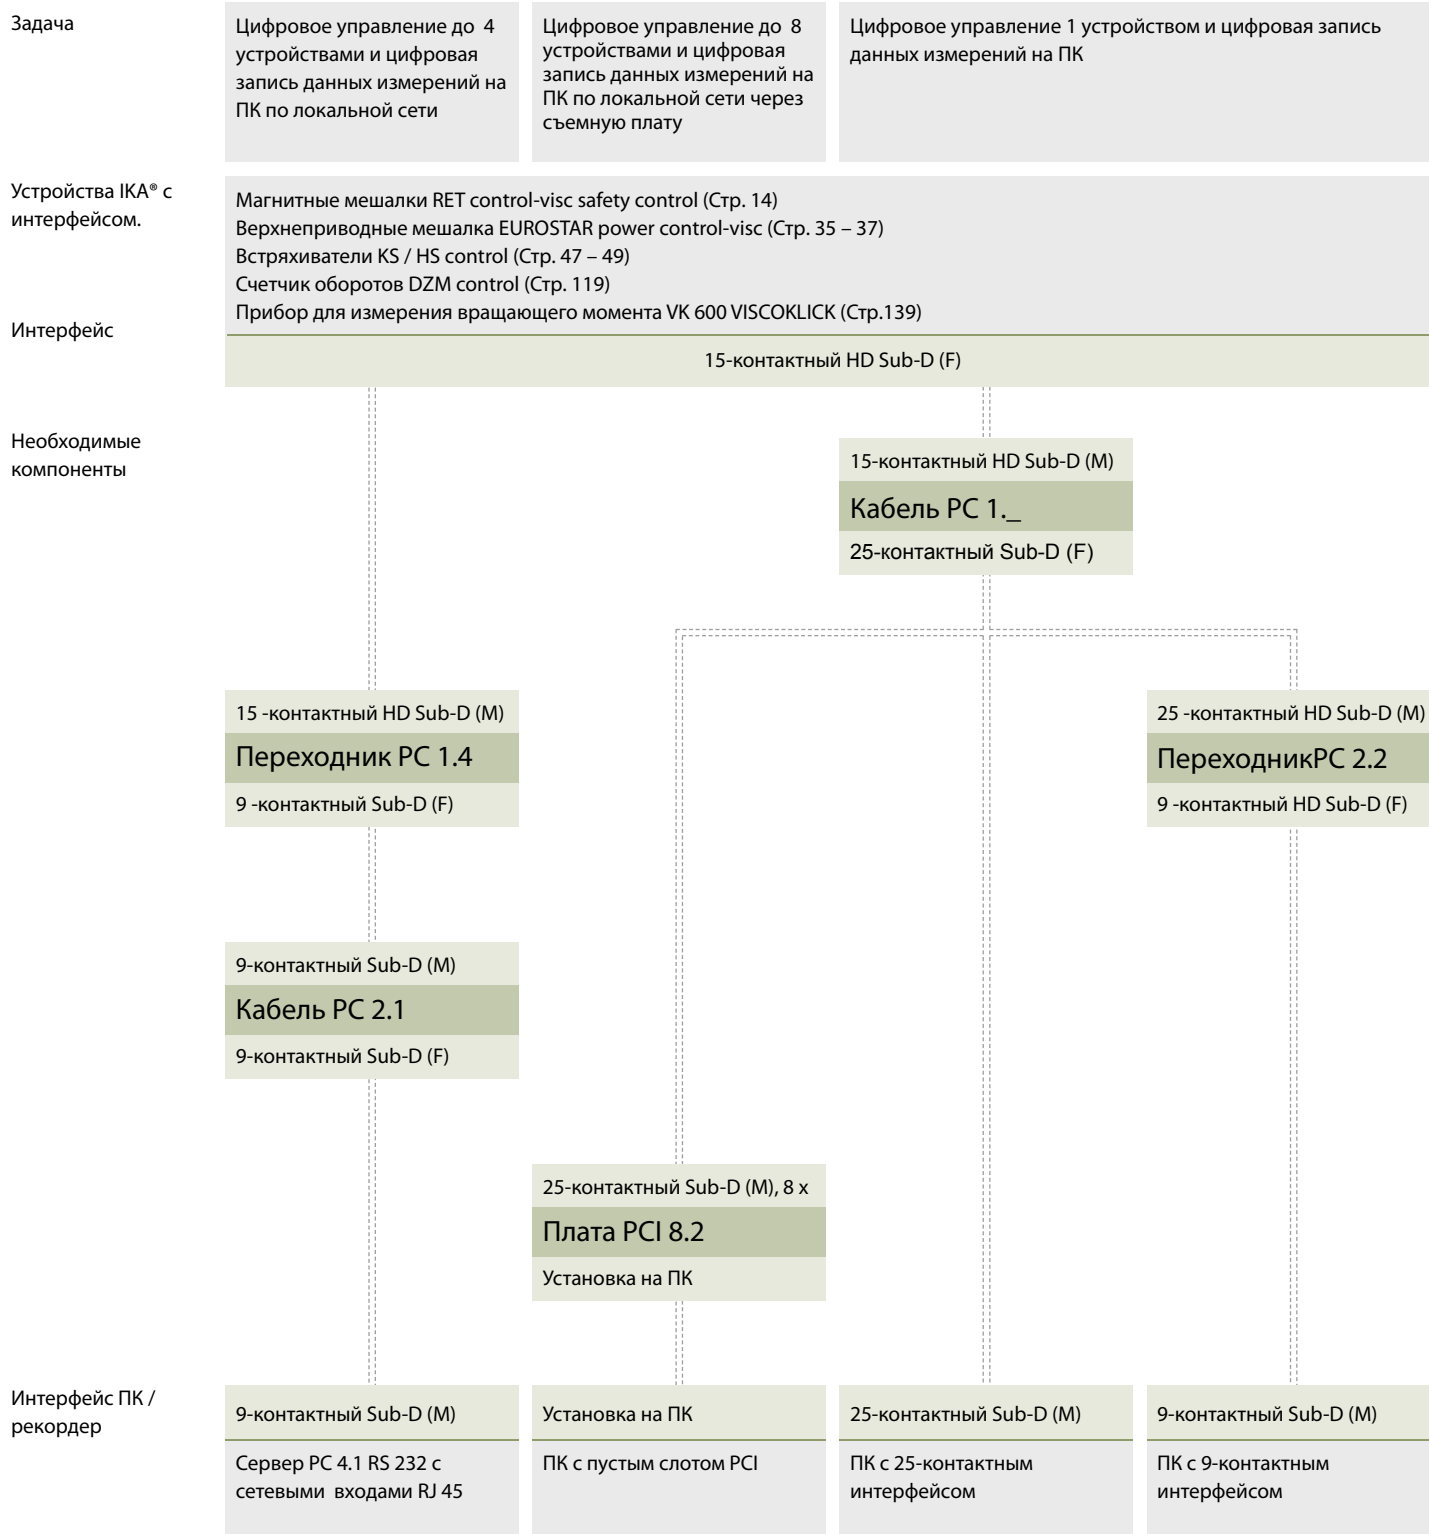 Задача
Цифровое управление до  4
устройствами и цифровая
запись данных измерений на
ПК по локальной сети
Цифровое управление до  8
устройствами и цифровая
запись данных измерений на
ПК по локальной сети через
съемную плату
Цифровое управление 1 устройством и цифровая запись
данных измерений на ПК
Устройства IKA® с
интерфейсом.
Магнитные мешалки RET control-visc safety control (Стр. 14)
Верхнеприводные мешалка EUROSTAR power control-visc (Стр. 35 – 37)
Встряхиватели KS / HS control (Стр. 47 – 49)
Счетчик оборотов DZM control (Стр. 119)
Прибор для измерения вращающего момента VK 600 VISCOKLICK (Стр.139)
Интерфейс
15-контактный HD Sub-D (F)
Необходимые
компоненты
15-контактный HD Sub-D (M)
Кабель PC 1._
25-контактный Sub-D (F)
15 -контактный HD Sub-D (M)
Переходник PC 1.4
9 -контактный Sub-D (F)
25 -контактный HD Sub-D (M)
ПереходникPC 2.2
9 -контактный HD Sub-D (F)
9-контактный Sub-D (M)
Кабель PC 2.1
9-контактный Sub-D (F)
25-контактный Sub-D (M), 8 x
Плата PCI 8.2
Установка на ПК
Интерфейс ПК /
рекордер
9-контактный Sub-D (M)
Сервер PC 4.1 RS 232 с
сетевыми  входами RJ 45
Установка на ПК
ПК с пустым слотом PCI
25-контактный Sub-D (M)
ПК с 25-контактным
интерфейсом
9-контактный Sub-D (M)
ПК с 9-контактным
интерфейсом